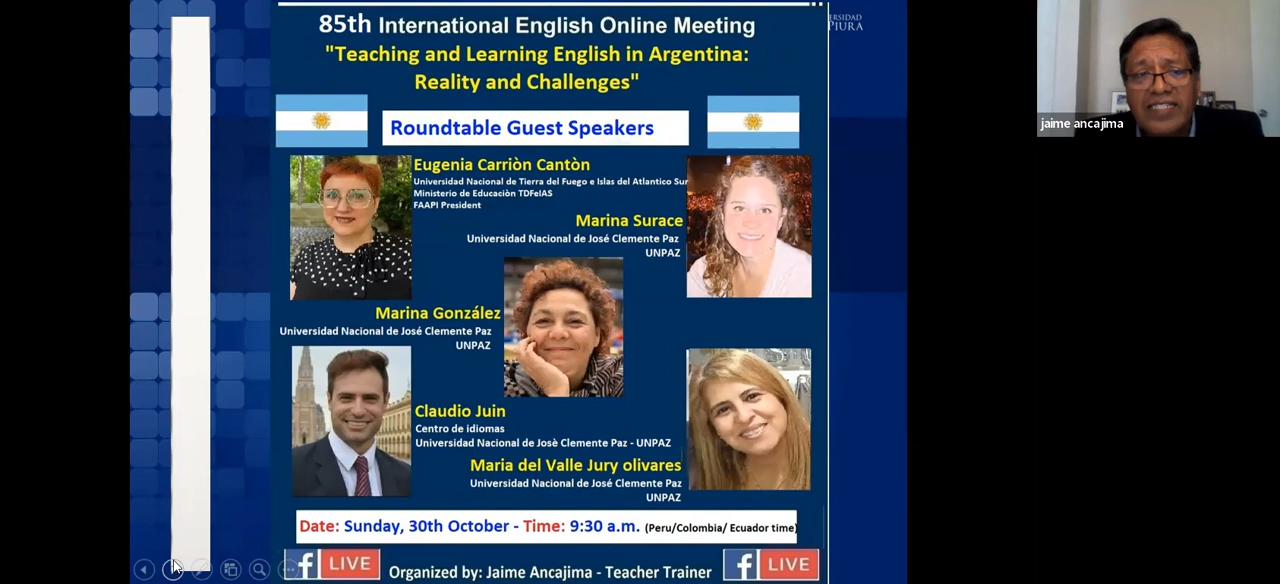 85th International English Online Meeting
"Teaching and Learning English in Argentina:
Reality and Challenges"
Roundtable Guest Speakers
Eugenia Carriòn Cantòn
Universidad Nacional de Tierra del Fuego e Islas del Atlantico Sur
Ministerio de Educaciòn TDFeIAS
FAAPI President
Marina Surace
Universidad Nacional de José Clemente Paz
UNPAZ
Marina González
Universidad Nacional de José Clemente Paz
UNPAZ
Claudio Juin
Centro de idiomas
Universidad Nacional de Josè Clemente Paz - UNPAZ
Maria del Valle Jury olivares
Universidad Nacional de José Clemente Paz
UNPAZ
Date: Sunday, 30th October - Time: 9:30 a.m. (Peru/Colombia/ Ecuador time)
f LIVE
Organized by: Jaime Ancajima - Teacher Trainer
f LIVE
ERSIDAD
PIURA
jaime ancajima